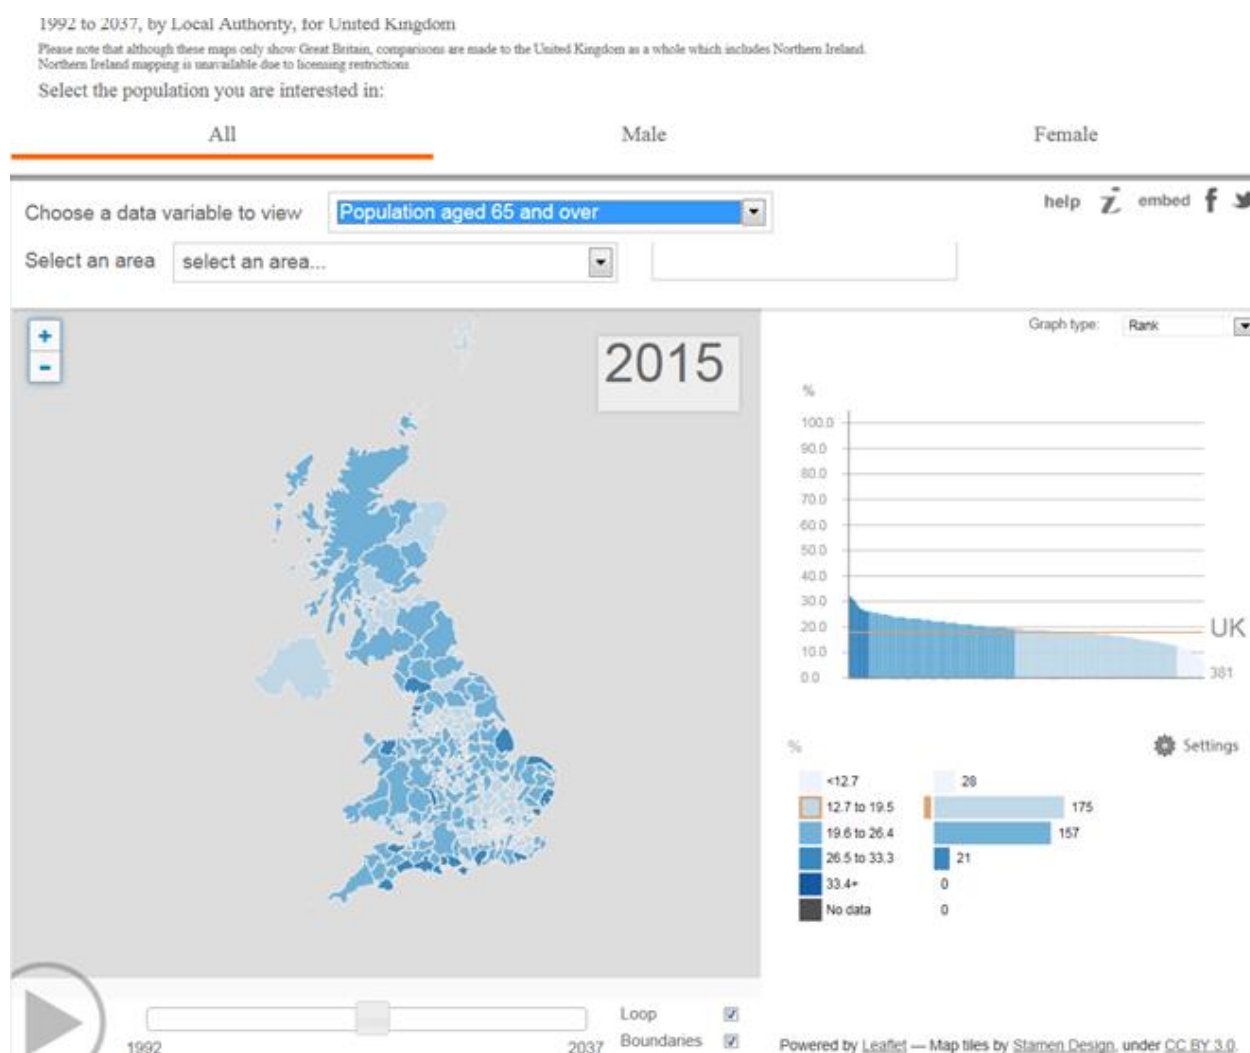 1992 to 2037, by Local Authority, for United Kingdom
Please note that although these maps only show Great Britain, comparisons are made to the United Kingdom as a whole which includes Northern Ireland.
Northern Ireland mapping is unavailable due to licensing restrictions
Select the population you are interested in:
All Male Female
Choose a data variable to view Population aged 65 and over help i embed f
Select an area select an area...
+
-
2015
Graph type: Rank
%
100.0
90.0
80.0
70.0
60.0
50.0
40.0
30.0
20.0 UK
10.0
0.0 381
% Settings
<12.7 28
12.7 to 19.5 175
19.6 to 26.4 157
26.5 to 33.3 21
33.4+ 0
No data 0
Loop
1992 2037 Boundaries
Powered by Leaflet — Map tiles by Stamen Design, under CC BY 3.0.